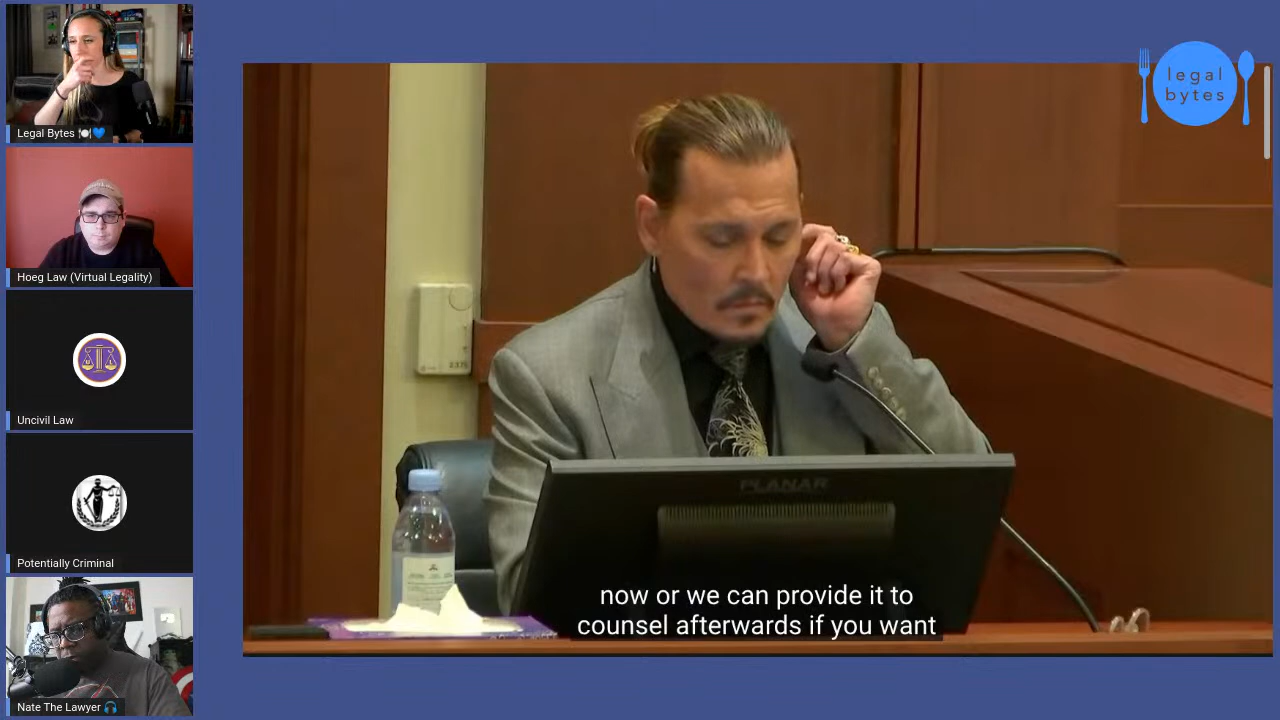 Legal Bytes 🍽️💙
Hoeg Law (Virtual Legality)
Uncivil Law
Potentially Criminal
Nate The Lawyer 🎧
legal
bytes
PLANAR
now or we can provide it to
counsel afterwards if you want